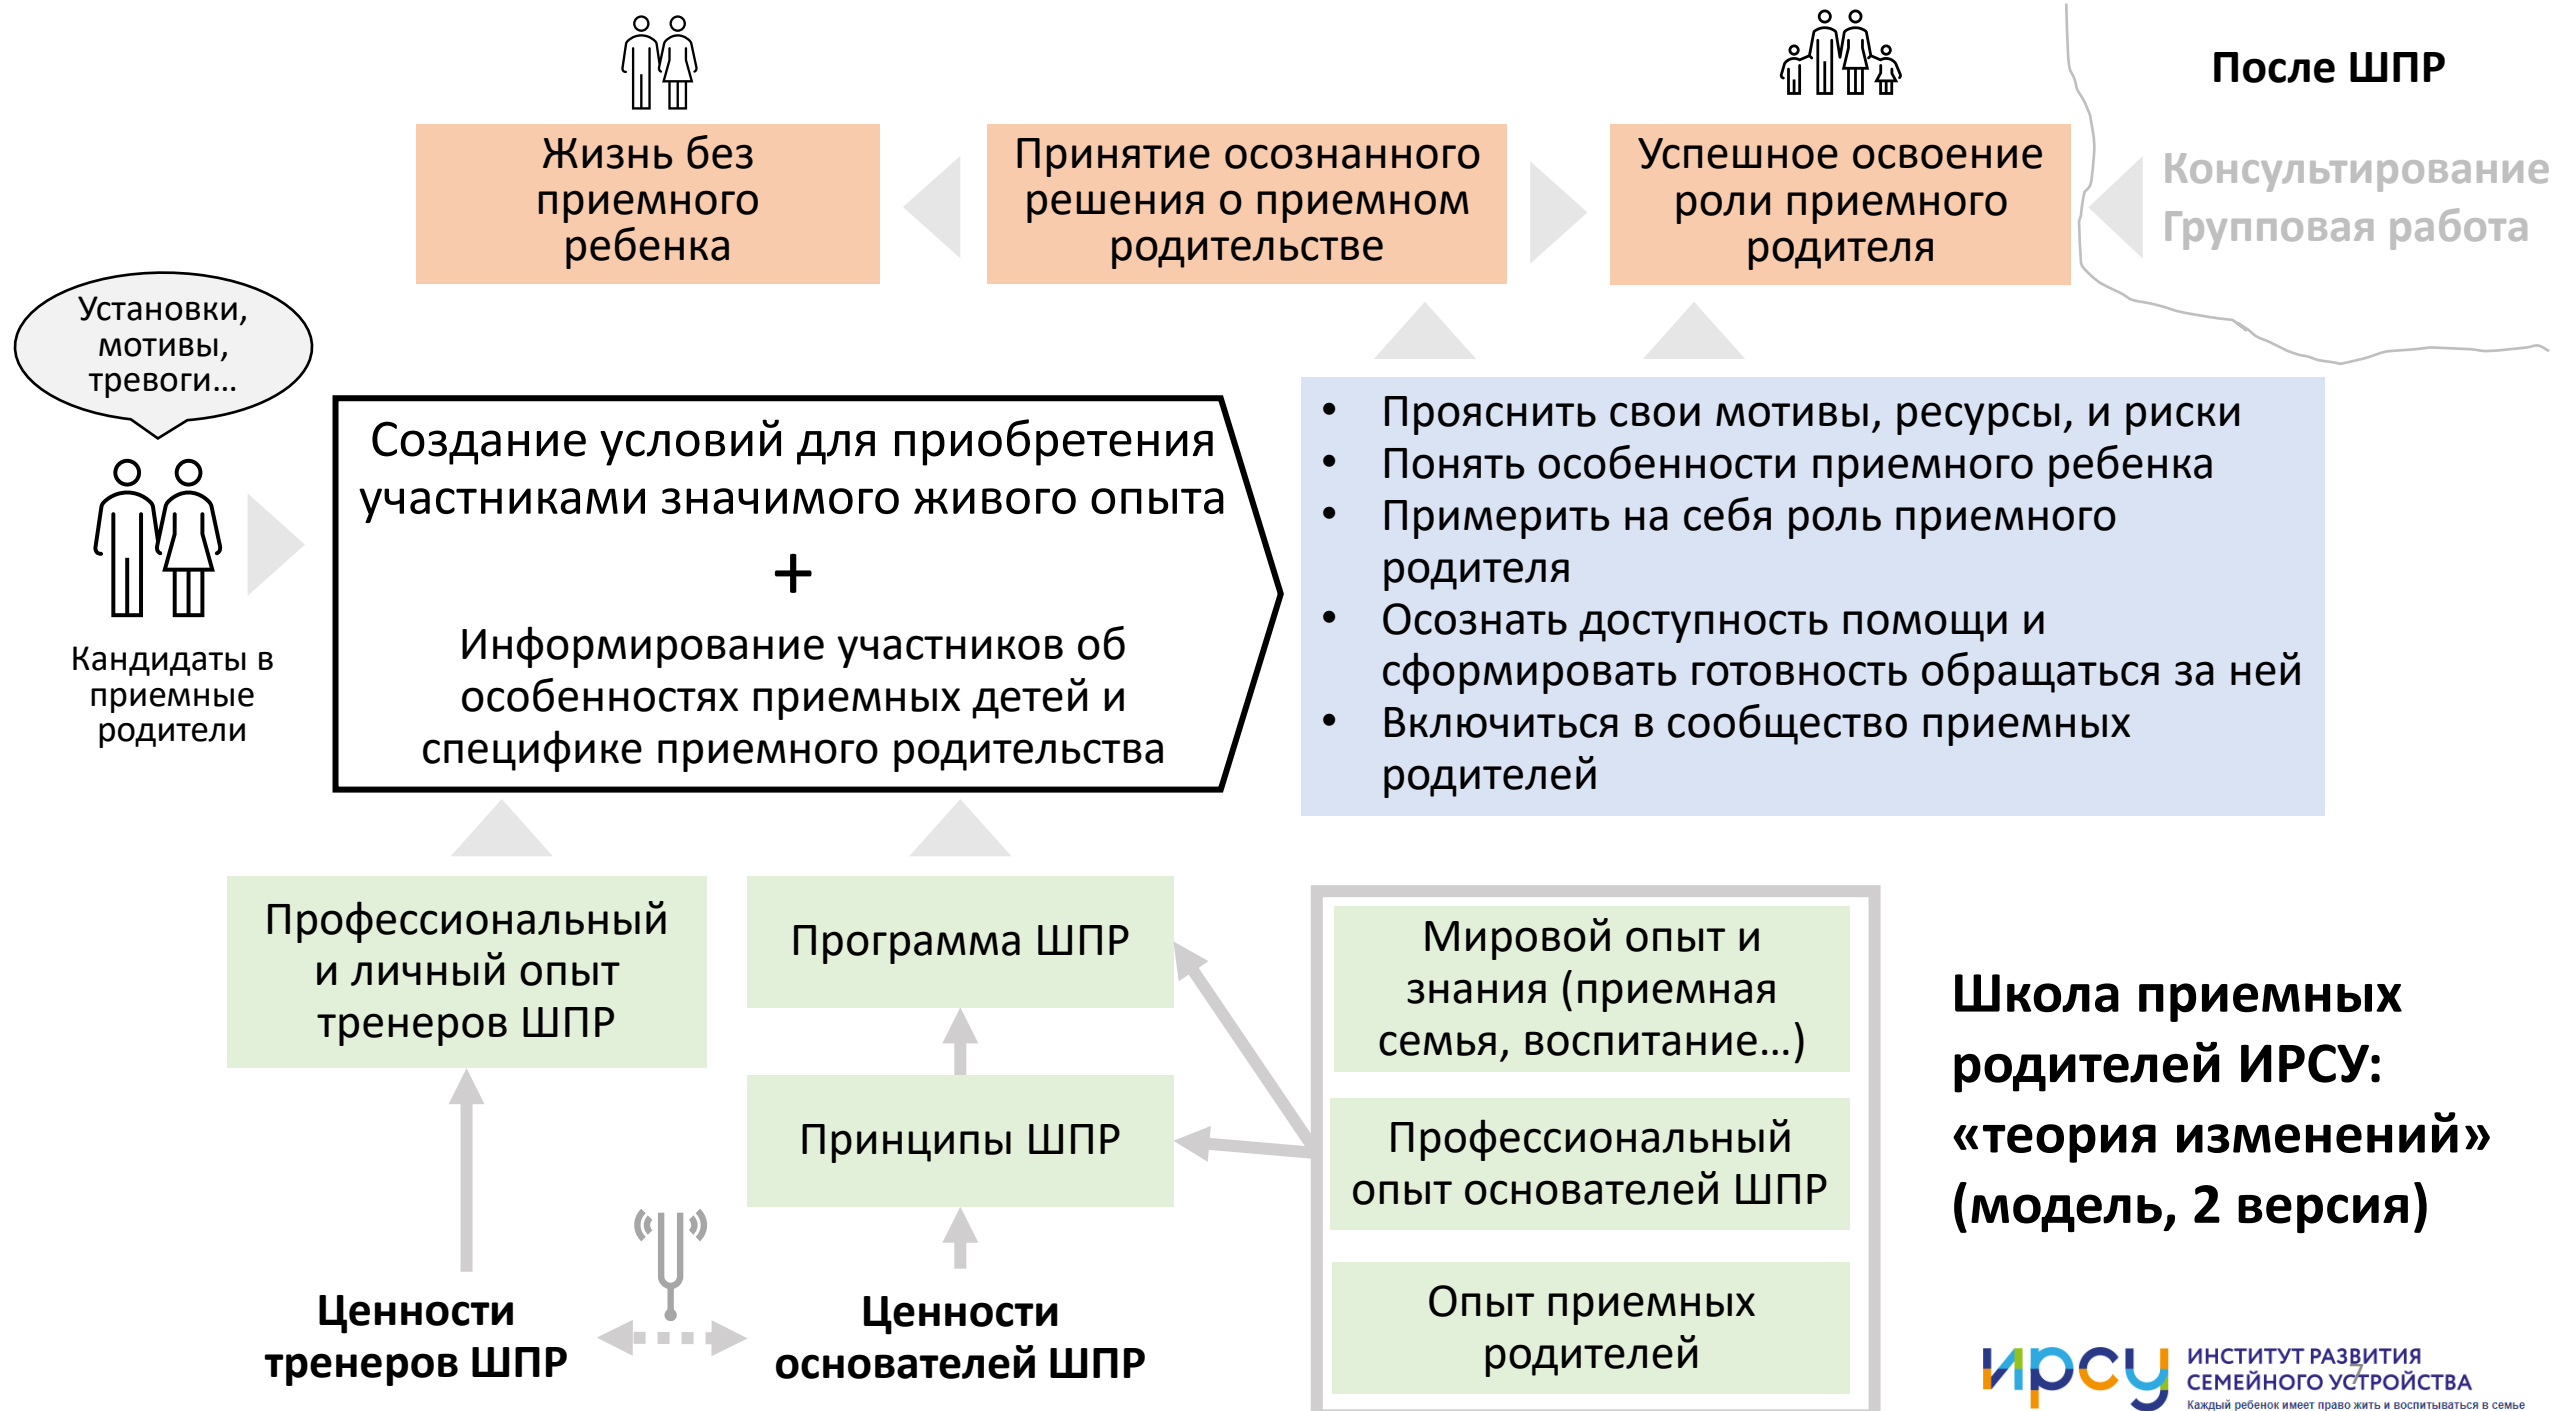 После ШПР
Жизнь без
приемного
ребенка
Принятие осознанного
решения о приемном
родительстве
Успешное освоение
роли приемного
родителя
Консультирование
Групповая работа
Установки,
мотивы,
тревоги...
Кандидаты в
приемные
родители
Создание условий для приобретения
участниками значимого живого опыта
+
Информирование участников об
особенностях приемных детей и
специфике приемного родительства
• Прояснить свои мотивы, ресурсы, и риски
• Понять особенности приемного ребенка
• Примерить на себя роль приемного
родителя
• Осознать доступность помощи и
сформировать готовность обращаться за ней
• Включиться в сообщество приемных
родителей
Профессиональный
и личный опыт
тренеров ШПР
Программа ШПР
Принципы ШПР
Ценности
тренеров ШПР
Ценности
основателей ШПР
Мировой опыт и
знания (приемная
семья, воспитание...)
Профессиональный
опыт основателей ШПР
Опыт приемных
родителей
Школа приемных
родителей ИРСУ:
«теория изменений»
(модель, 2 версия)
ирсу
ИНСТИТУТ РАЗВИТИЯ
СЕМЕЙНОГО УСТРОЙСТВА
Каждый ребенок имеет право жить и воспитываться в семье
7